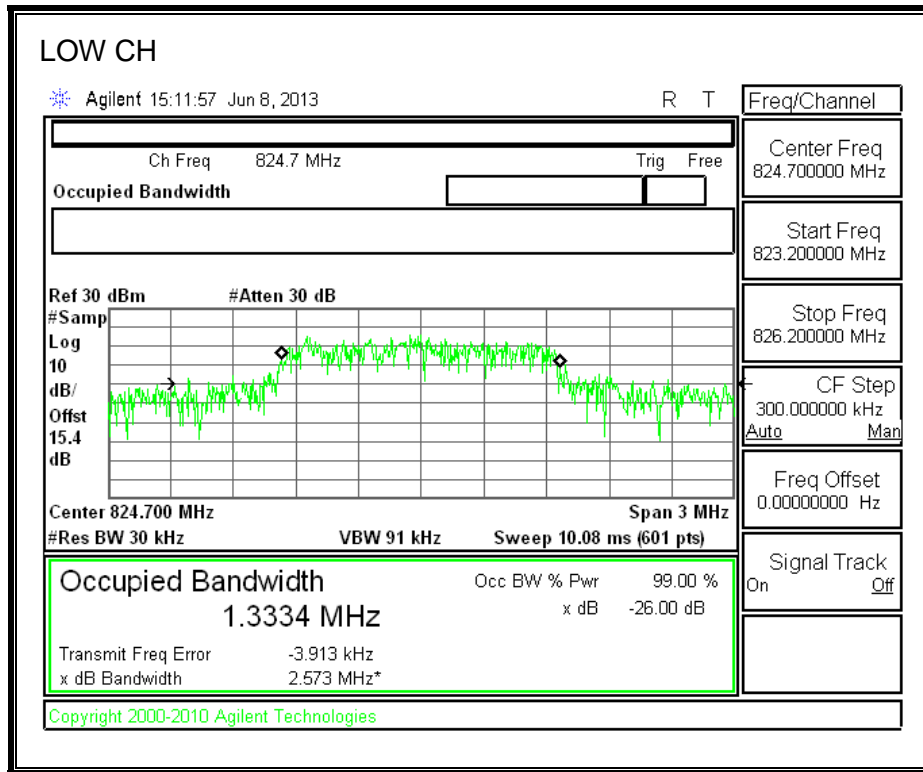 LOW CH
Agilent 15:11:57 Jun 8, 2013 R T
Freq/Channel
Ch Freq 824.7 MHz Trig Free
Occupied Bandwidth
Center Freq
824.700000 MHz
Start Freq
823.200000 MHz
Stop Freq
826.200000 MHz
CF Step
300.000000 kHz
Auto Man
Freq Offset
0.00000000 Hz
Signal Track
On Off
Ref 30 dBm #Atten 30 dB
#Samp
Log
10
dB/
Offst
15.4
dB
Center 824.700 MHz Span 3 MHz
#Res BW 30 kHz VBW 91 kHz Sweep 10.08 ms (601 pts)
Occupied Bandwidth Occ BW % Pwr 99.00 %
1.3334 MHz x dB -26.00 dB
Transmit Freq Error -3.913 kHz
x dB Bandwidth 2.573 MHz*
Copyright 2000-2010 Agilent Technologies